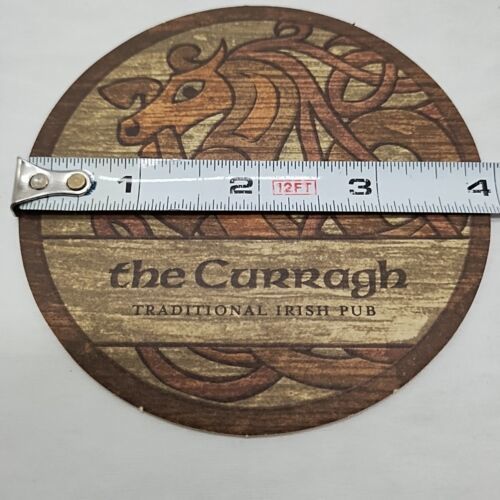 1 2 12FT 3 4
the Curragh
TRADITIONAL IRISH PUB